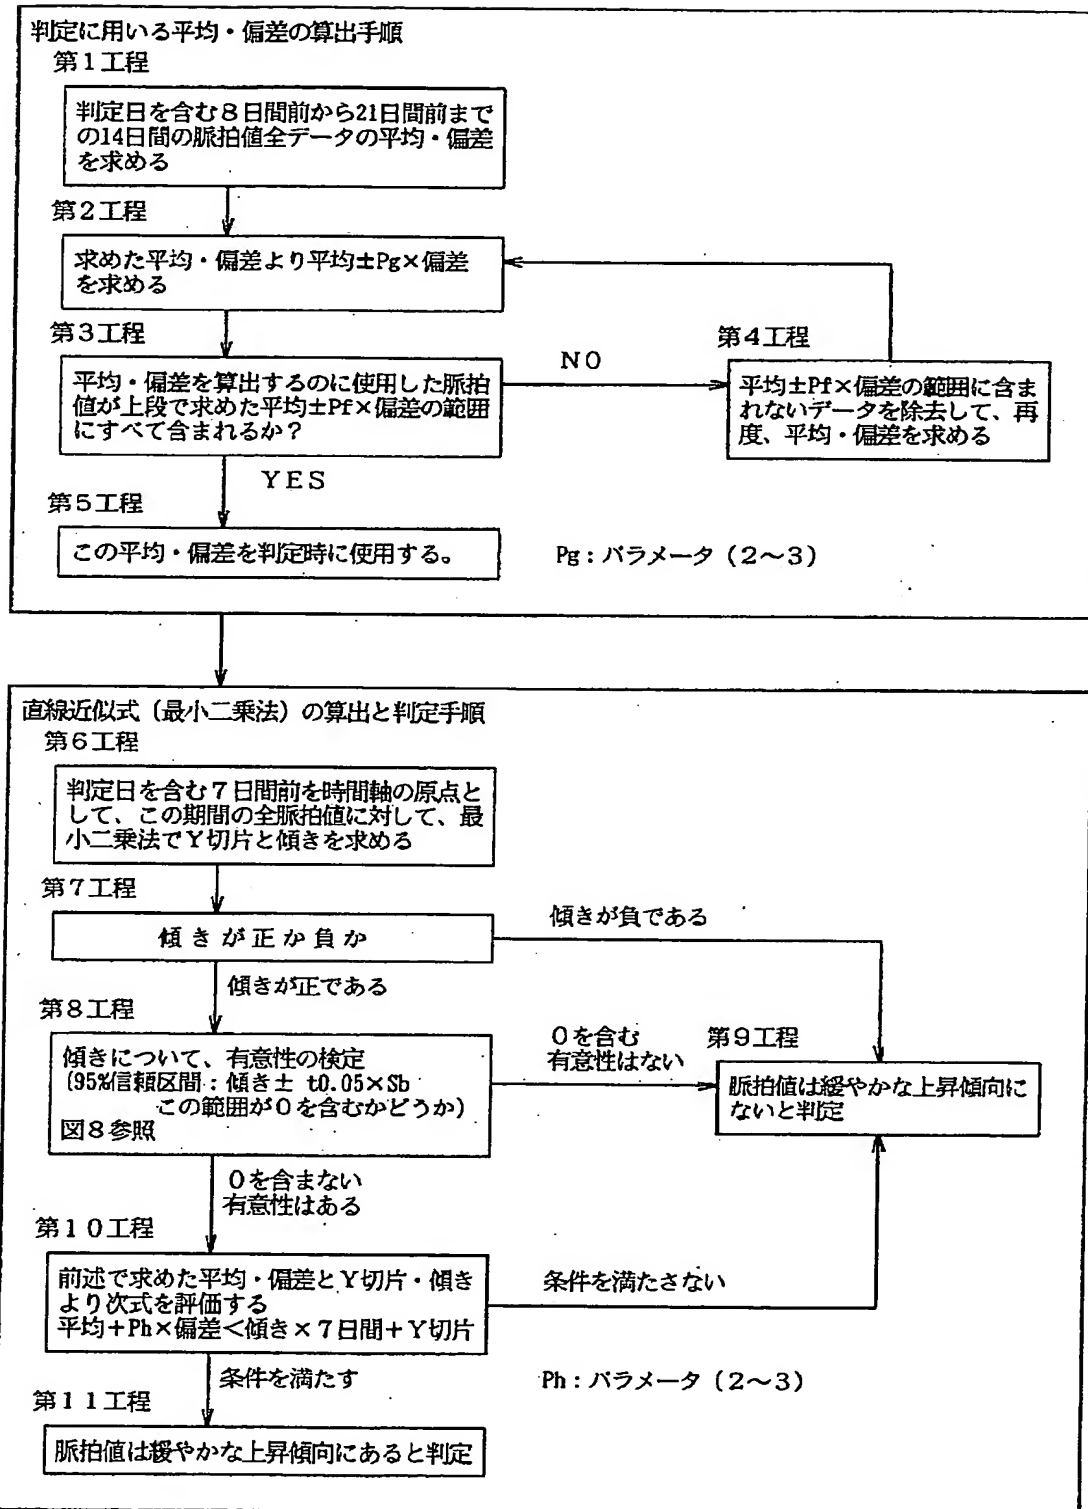 判定に用いる平均・偏差の算出手順
第1工程
判定日を含む8日間前から21日間前まで
の14日間の脈拍値全データの平均・偏差
を求める
第2工程
求めた平均・偏差より平均±Pg×偏差
を求める
第3工程
平均・偏差を算出するのに使用した脈拍
値が上段で求めた平均±Pf×偏差の範囲
にすべて含まれるか?
NO
第4工程
平均±Pf×偏差の範囲に含ま
れないデータを除去して、再
度、平均・偏差を求める
YES
第5工程
この平均・偏差を判定時に使用する。
Pg:パラメータ(2~3)
直線近似式(最小二乗法)の算出と判定手順
第6工程
判定日を含む7日間前を時間軸の原点と
して、この期間の全脈拍値に対して、最
小二乗法でY切片と傾きを求める
第7工程
傾きが正か負か
傾きが負である
傾きが正である
第8工程
傾きについて、有意性の検定
(95%信頼区間:傾き± t0.05×Sb
この範囲が0を含むかどうか)
図8参照
0を含む
有意性はない
第9工程
脈拍値は緩やかな上昇傾向に
ないと判定
0を含まない
有意性はある
第10工程
前述で求めた平均・偏差とY切片・傾き
より次式を評価する
平均+Ph×偏差<傾き×7日間+Y切片
条件を満たさない
条件を満たす
Ph:パラメータ(2~3)
第11工程
脈拍値は緩やかな上昇傾向にあると判定